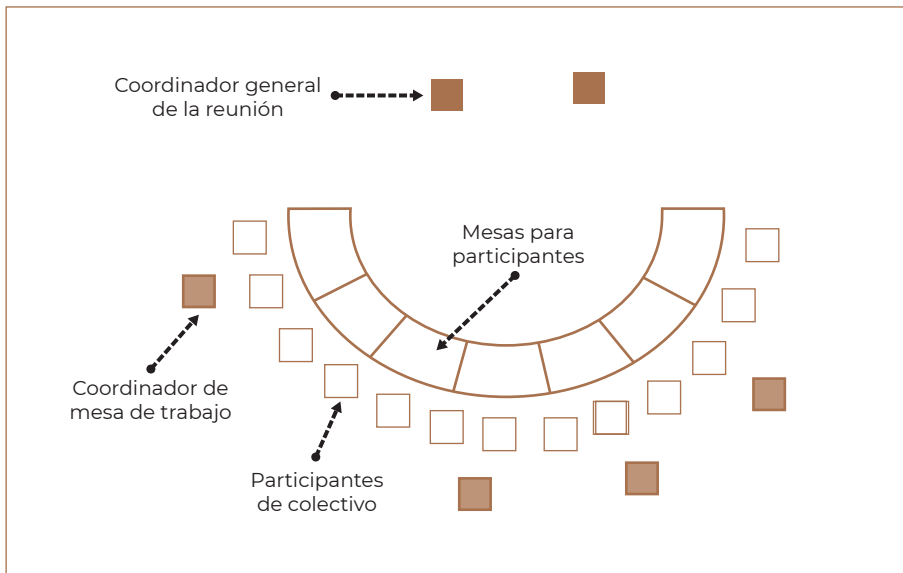 Coordinador general
de la reunión
Mesas para
participantes
Coordinador de
mesa de trabajo
Participantes
de colectivo